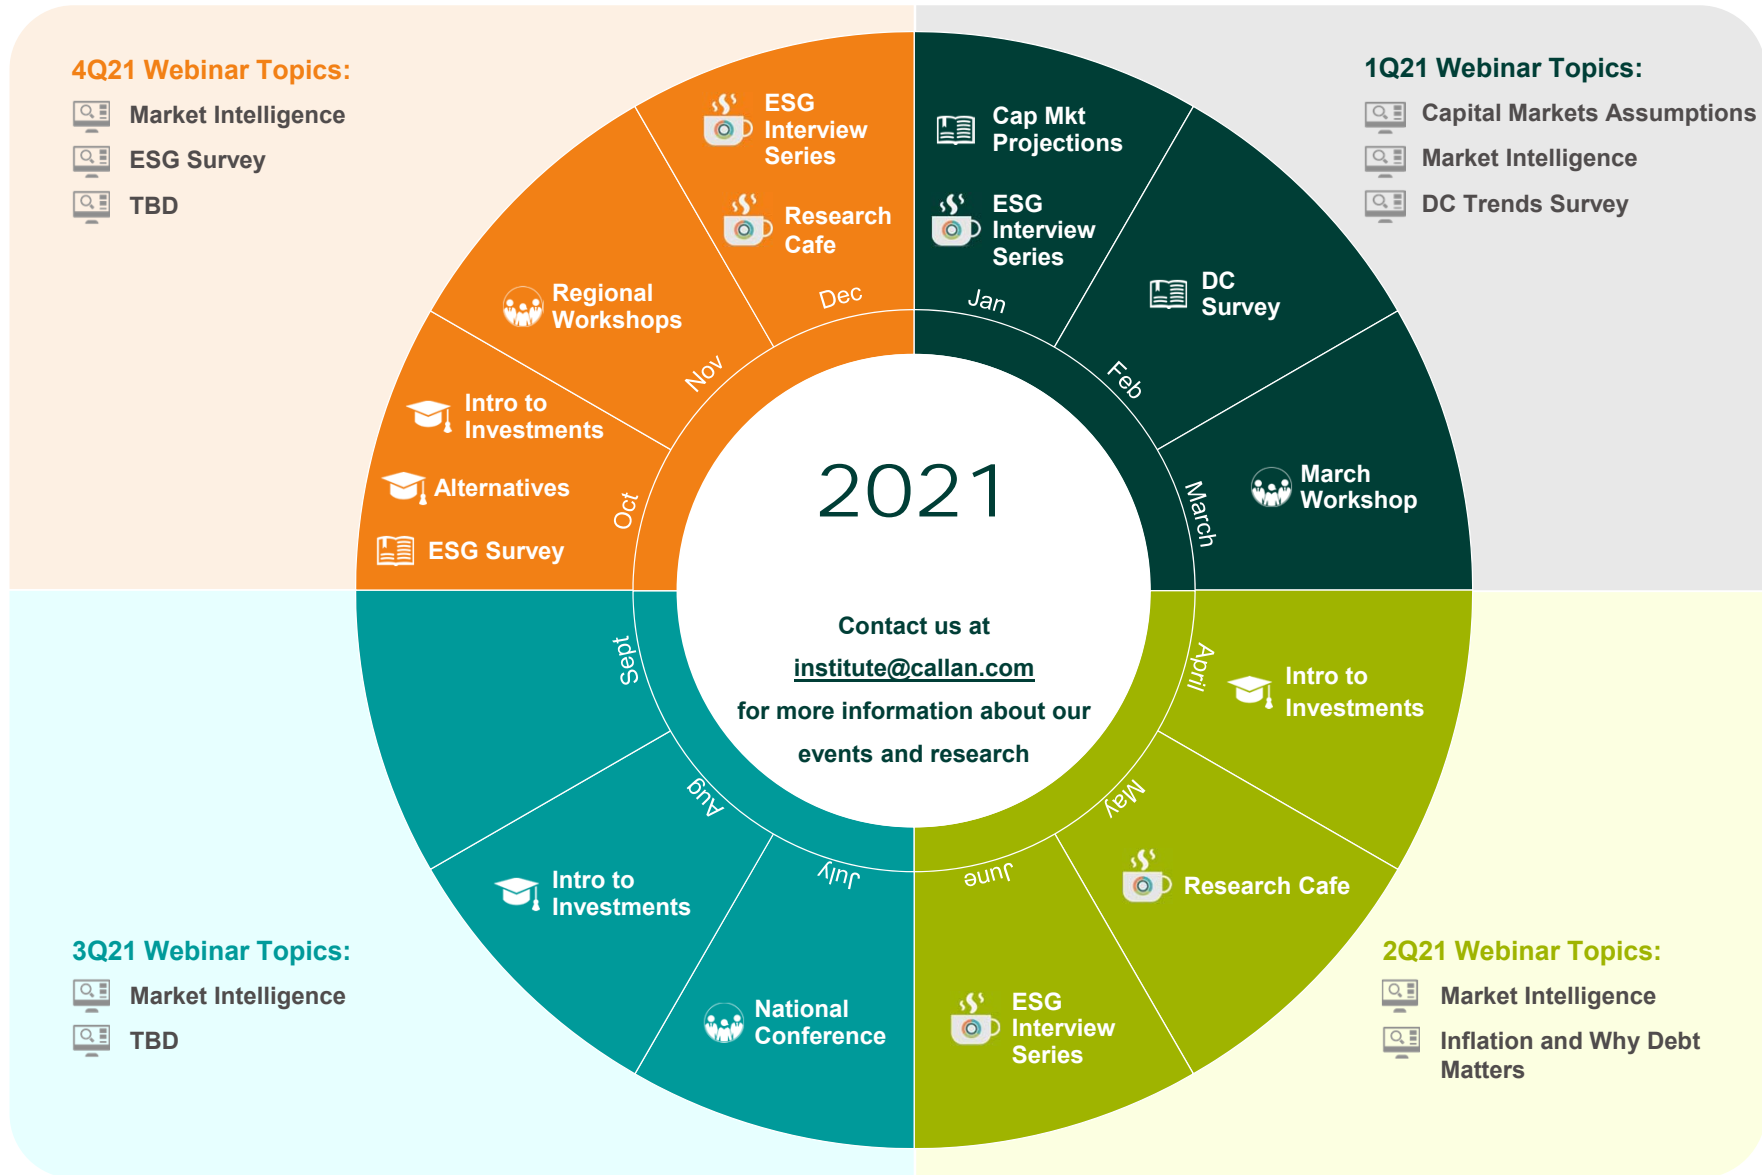 4Q21 Webinar Topics:
Market Intelligence
ESG Survey
TBD
1Q21 Webinar Topics:
Capital Markets Assumptions
Market Intelligence
DC Trends Survey
Cap Mkt
Projections
ESG
Interview
Series
Jan
DC
Survey
Feb
March
Workshop
March
Intro to
Investments
April
Research Cafe
May
ESG
Interview
Series
June
National
Conference
July
Intro to
Investments
Aug
Sept
Intro to
Investments
Alternatives
ESG Survey
Oct
Regional
Workshops
Nov
ESG
Interview
Series
Research
Cafe
Dec
2021
Contact us at
institute@callan.com
for more information about our
events and research
3Q21 Webinar Topics:
Market Intelligence
TBD
2Q21 Webinar Topics:
Market Intelligence
Inflation and Why Debt
Matters